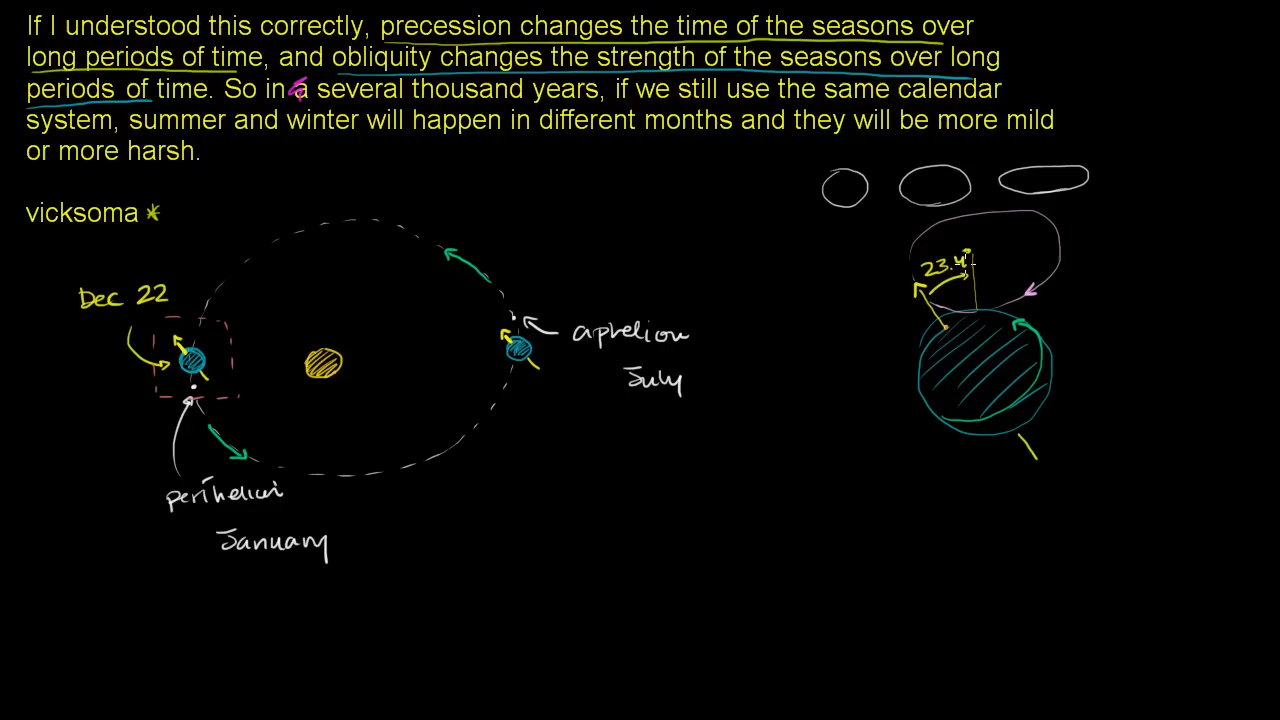 If I understood this correctly, precession changes the time of the seasons over
long periods of time, and obliquity changes the strength of the seasons over long
periods of time. So in a several thousand years, if we still use the same calendar
system, summer and winter will happen in different months and they will be more mild
or more harsh.
vicksoma *
Dec 22
23.4°
aphelion
July
perihelion
January